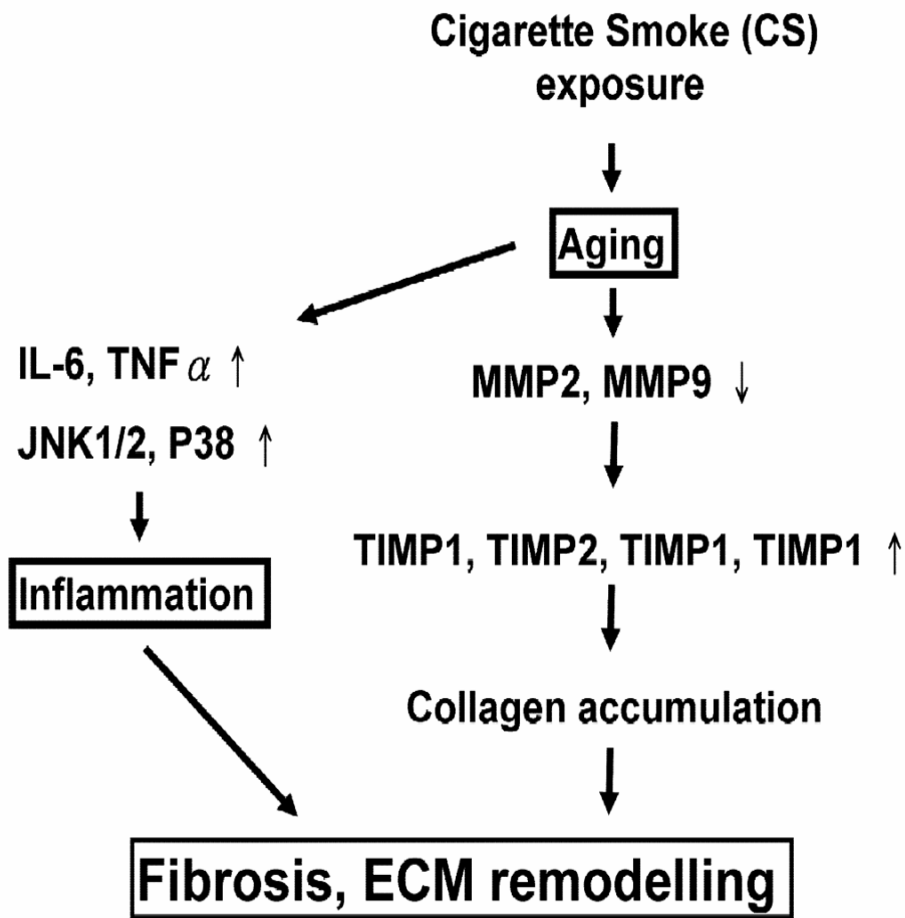 Cigarette Smoke (CS)
exposure
Aging
IL-6, TNF α ↑
JNK1/2, P38 ↑
Inflammation
MMP2, MMP9 ↓
TIMP1, TIMP2, TIMP1, TIMP1 ↑
Collagen accumulation
Fibrosis, ECM remodelling